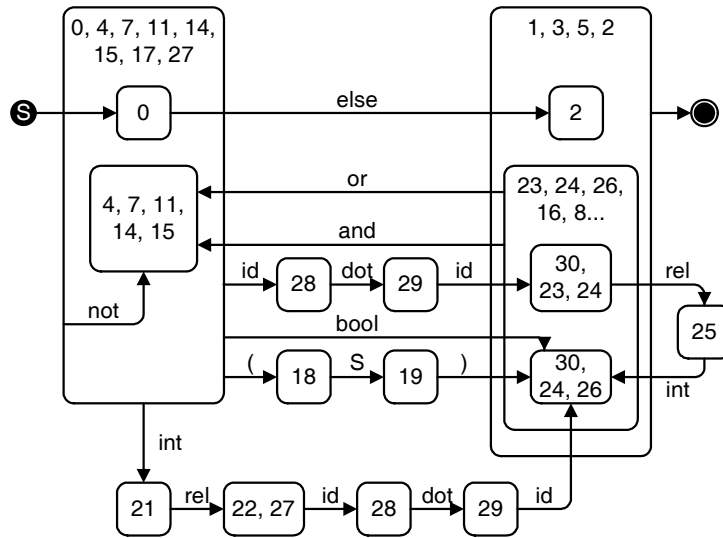 0, 4, 7, 11, 14,
15, 17, 27
1, 3, 5, 2
S
0
else
2
or
23, 24, 26,
16, 8...
4, 7, 11,
14, 15
and
id
28
dot
29
id
30,
23, 24
rel
not
bool
25
(
18
S
19
)
30,
24, 26
int
int
21
rel
22, 27
id
28
dot
29
id